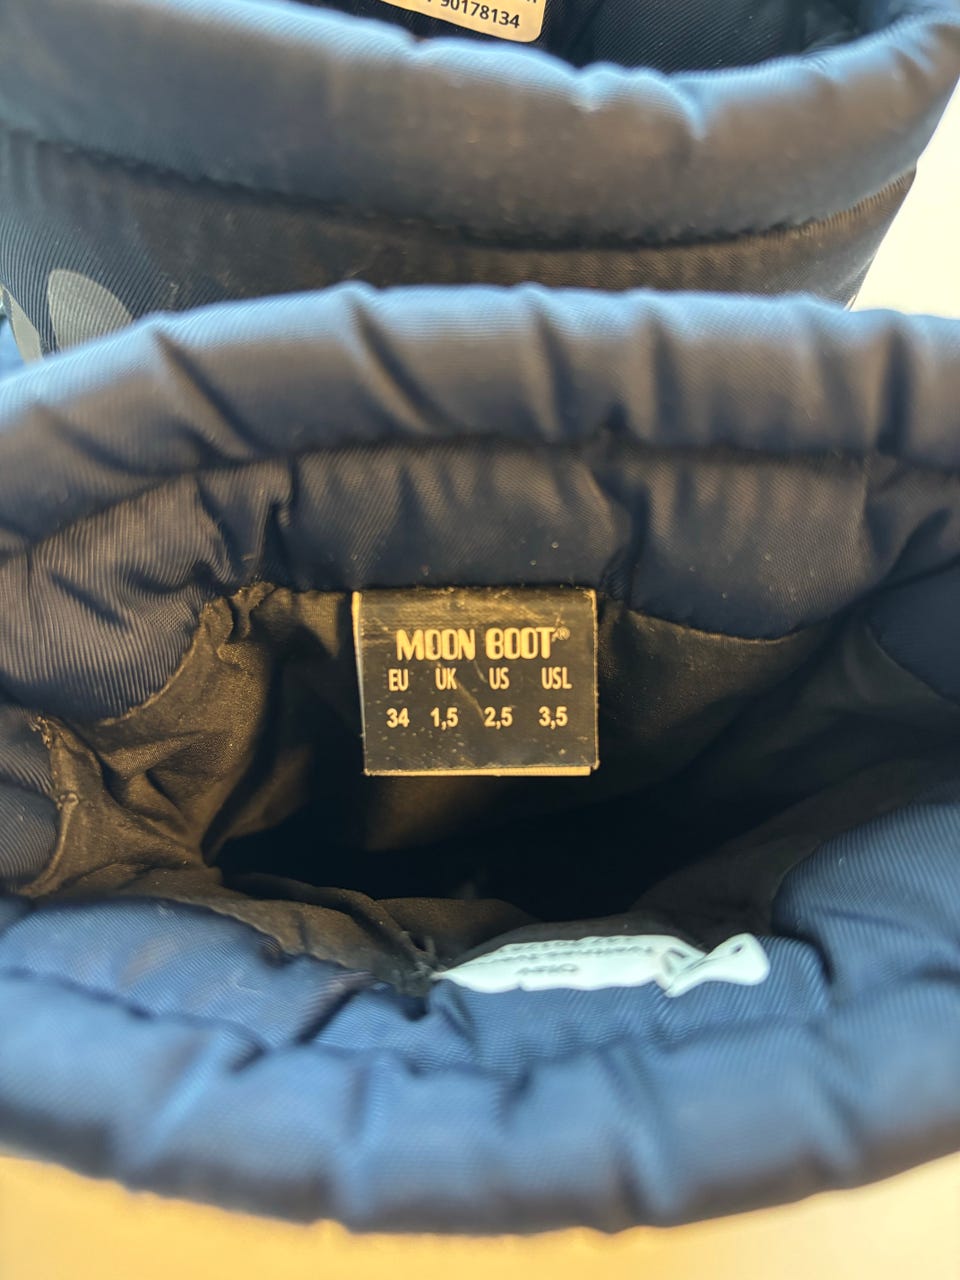 90178134
MOON BOOT®
EU UK US USL
34 1,5 2,5 3,5